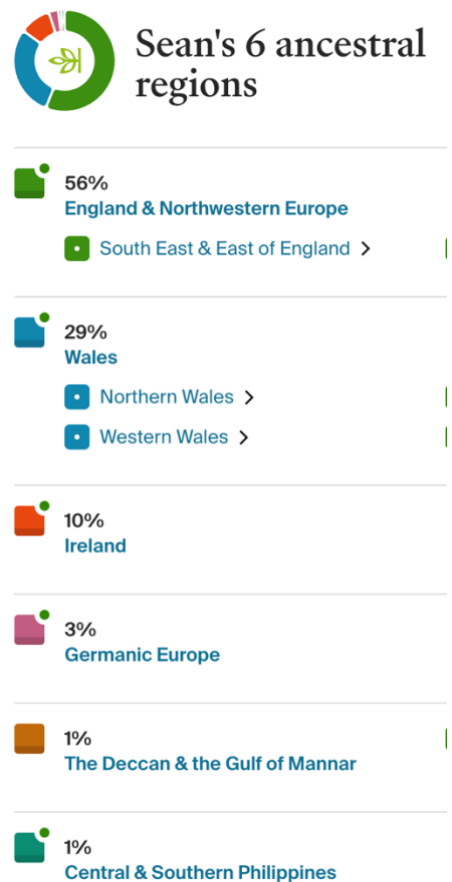 Sean's 6 ancestral
regions
56%
England & Northwestern Europe
South East & East of England
29%
Wales
Northern Wales
Western Wales
10%
Ireland
3%
Germanic Europe
1%
The Deccan & the Gulf of Mannar
1%
Central & Southern Philippines